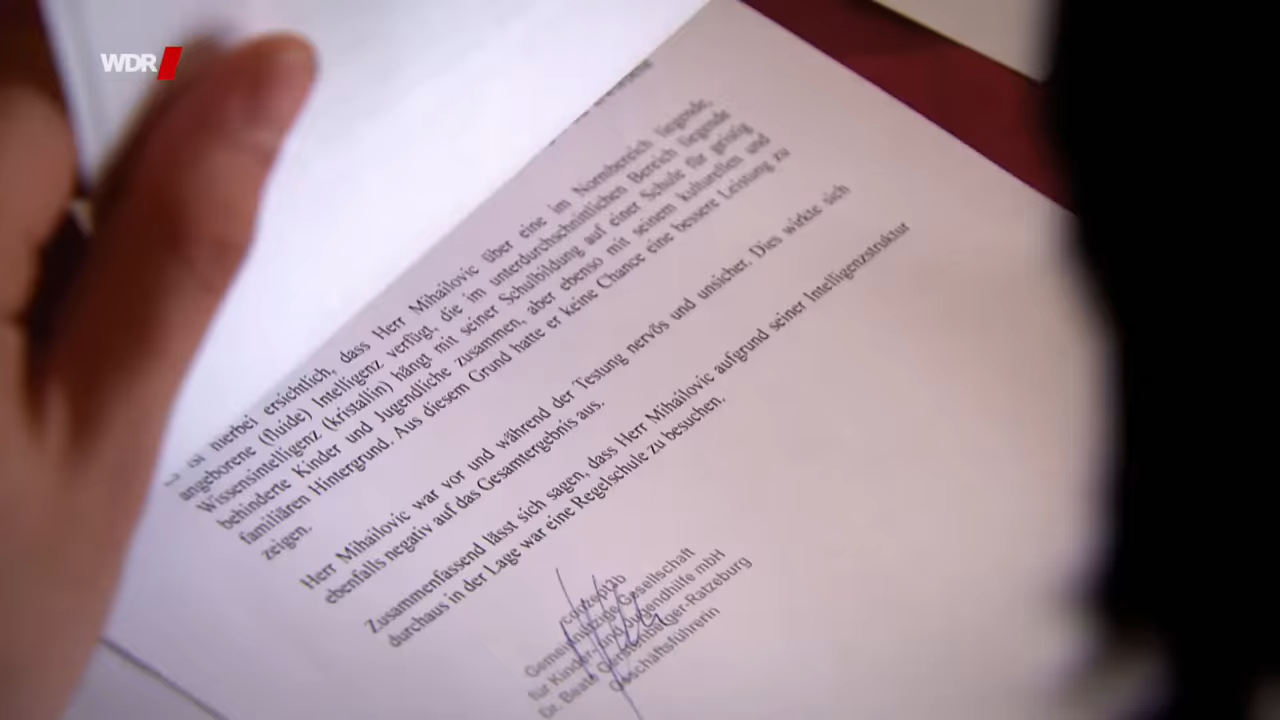 WDR
ist hierbei ersichtlich, dass Herr Mihailovic über eine im Normbereich liegende,
angeborene (fluide) Intelligenz verfügt, die im unterdurchschnittlichen Bereich liegende
Wissensintelligenz (kristallin) hängt mit seiner Schulbildung auf einer Schule für geistig
behinderte Kinder und Jugendliche zusammen, aber ebenso mit seinem kulturellen und
familiären Hintergrund. Aus diesem Grund hatte er keine Chance eine bessere Leistung zu
zeigen.
Herr Mihailovic war vor und während der Testung nervös und unsicher. Dies wirkte sich
ebenfalls negativ auf das Gesamtergebnis aus.
Zusammenfassend lässt sich sagen, dass Herr Mihailovic aufgrund seiner Intelligenzstruktur
durchaus in der Lage war eine Regelschule zu besuchen.
Gemeinnützige Gesellschaft
für Kinder- und Jugendhilfe mbH
Dr. Beate Gerstenberger-Ratzeburg
Geschäftsführerin